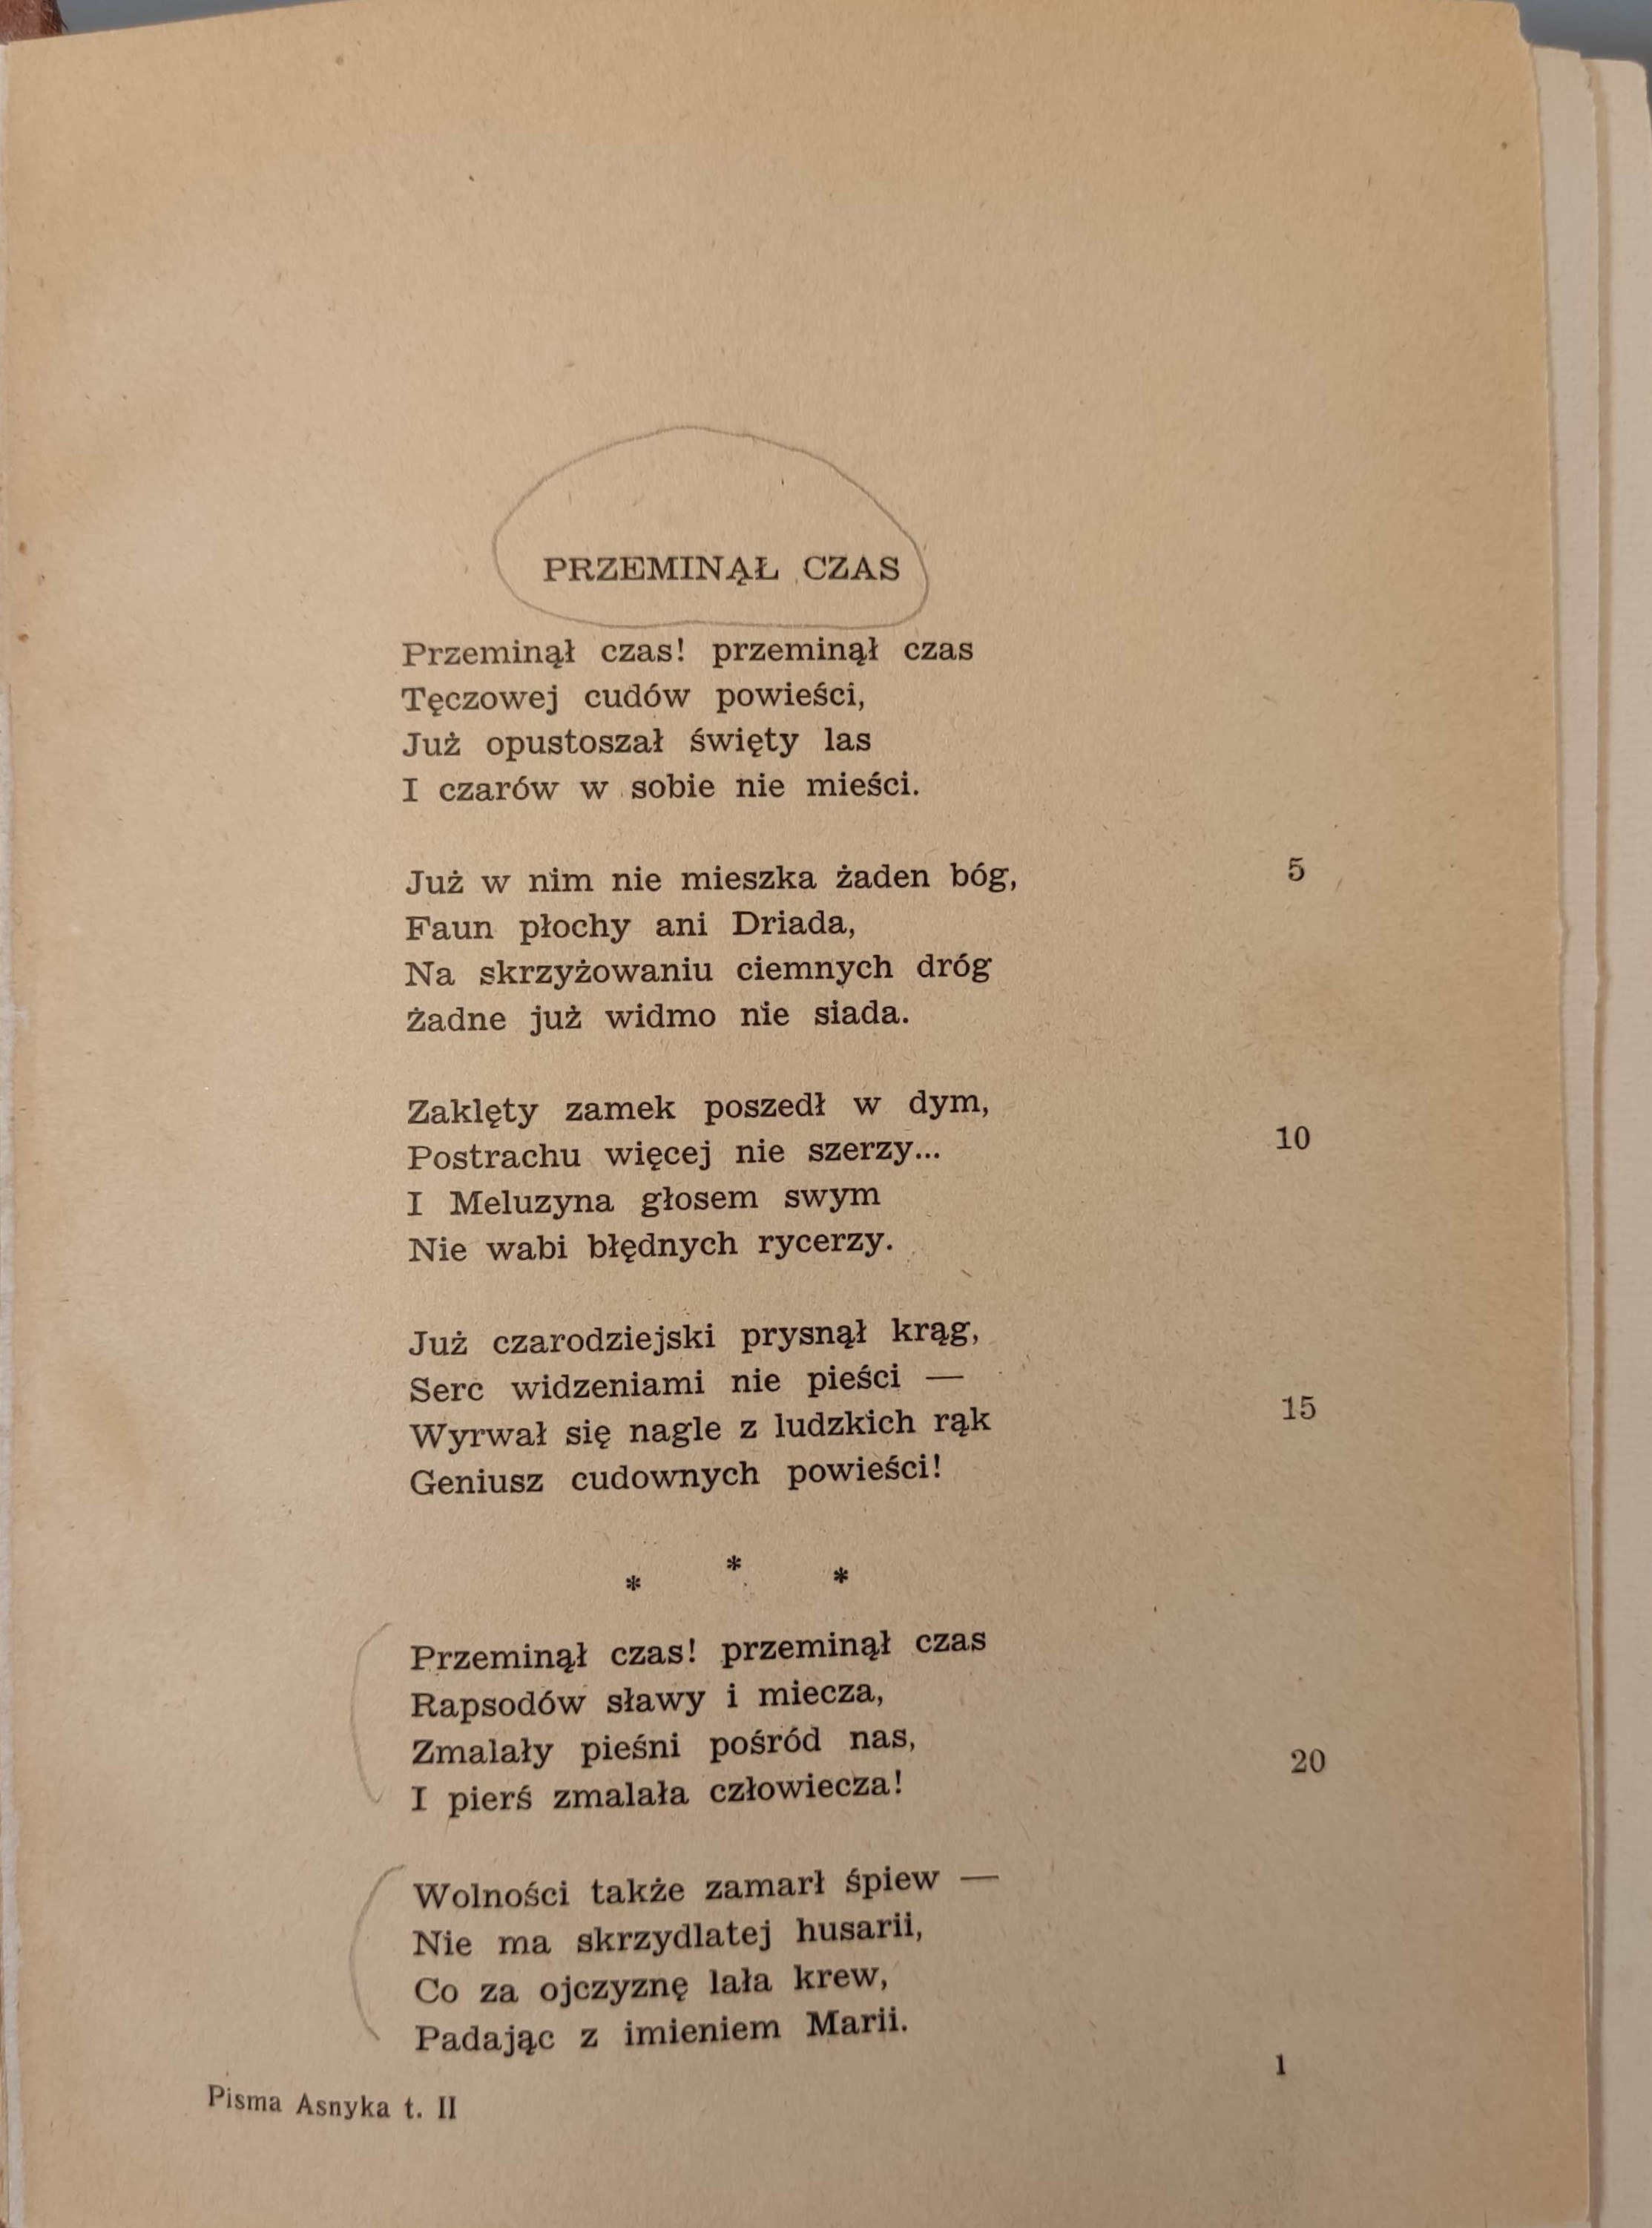 PRZEMINĄŁ CZAS
Przeminął czas! przeminął czas
Tęczowej cudów powieści,
Już opustoszał święty las
I czarów w sobie nie mieści.
Już w nim nie mieszka żaden bóg, 5
Faun płochy ani Driada,
Na skrzyżowaniu ciemnych dróg
Żadne już widmo nie siada.
Zaklęty zamek poszedł w dym,
Postrachu więcej nie szerzy... 10
I Meluzyna głosem swym
Nie wabi błędnych rycerzy.
Już czarodziejski prysnął krąg,
Serc widzeniami nie pieści —
Wyrwał się nagle z ludzkich rąk 15
Geniusz cudownych powieści!
* * *
Przeminął czas! przeminął czas
Rapsodów sławy i miecza,
Zmalały pieśni pośród nas,
I pierś zmalała człowiecza! 20
Wolności także zamarł śpiew —
Nie ma skrzydlatej husarii,
Co za ojczyznę lała krew,
Padając z imieniem Marii.
Pisma Asnyka t. II 1